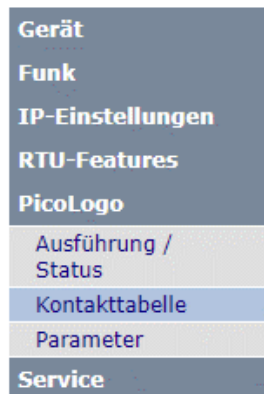 Gerät
Funk
IP-Einstellungen
RTU-Features
PicoLogo
Ausführung /
Status
Kontakttabelle
Parameter
Service